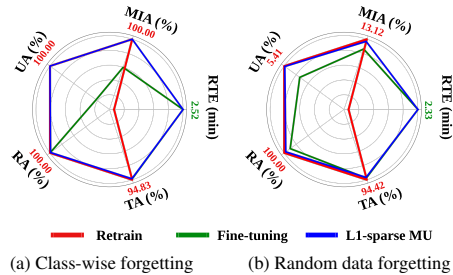 MIA (%)
100.00
UA (%)
100.00
RTE (min)
2.52
RA (%)
100.00
TA (%)
94.83
MIA (%)
13.12
UA (%)
5.41
RTE (min)
2.33
RA (%)
100.00
TA (%)
94.42
Retrain Fine-tuning L1-sparse MU
(a) Class-wise forgetting (b) Random data forgetting